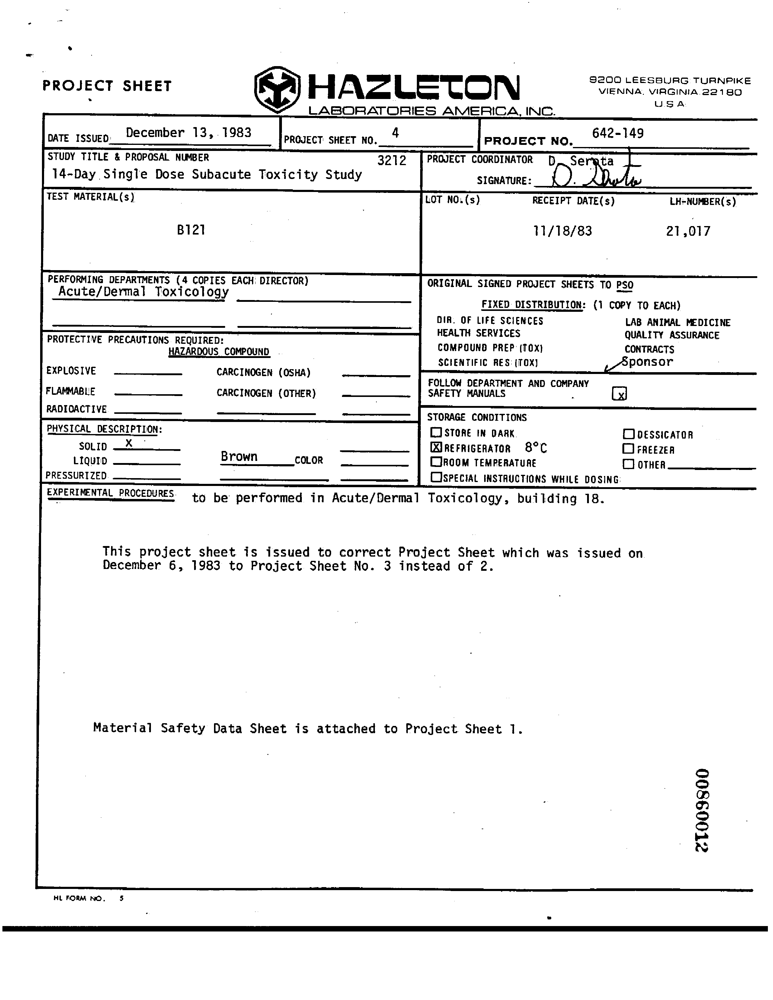 PROJECT SHEET
HAZLETON
LABORATORIES AMERICA, INC.
9200 LEESBURG TURNPIKE
VIENNA, VIRGINIA 22180
U.S.A.
DATE ISSUED: December 13, 1983
PROJECT SHEET NO. 4
PROJECT NO. 642-149
STUDY TITLE & PROPOSAL NUMBER 3212
14-Day Single Dose Subacute Toxicity Study
PROJECT COORDINATOR D. Serota
SIGNATURE: D. Serota
TEST MATERIAL(s)
B121
LOT NO.(s) RECEIPT DATE(s) LH-NUMBER(s)
11/18/83 21,017
PERFORMING DEPARTMENTS (4 COPIES EACH DIRECTOR)
Acute/Dermal Toxicology
ORIGINAL SIGNED PROJECT SHEETS TO PSO
FIXED DISTRIBUTION: (1 COPY TO EACH)
DIR. OF LIFE SCIENCES LAB ANIMAL MEDICINE
HEALTH SERVICES QUALITY ASSURANCE
COMPOUND PREP (TOX) CONTRACTS
SCIENTIFIC RES (TOX) Sponsor
PROTECTIVE PRECAUTIONS REQUIRED:
HAZARDOUS COMPOUND
EXPLOSIVE CARCINOGEN (OSHA)
FLAMMABLE CARCINOGEN (OTHER)
RADIOACTIVE
FOLLOW DEPARTMENT AND COMPANY
SAFETY MANUALS x
PHYSICAL DESCRIPTION:
SOLID X
LIQUID Brown COLOR
PRESSURIZED
STORAGE CONDITIONS
STORE IN DARK DESSICATOR
X REFRIGERATOR 8°C FREEZER
ROOM TEMPERATURE OTHER
SPECIAL INSTRUCTIONS WHILE DOSING
EXPERIMENTAL PROCEDURES to be performed in Acute/Dermal Toxicology, building 18.
This project sheet is issued to correct Project Sheet which was issued on
December 6, 1983 to Project Sheet No. 3 instead of 2.
Material Safety Data Sheet is attached to Project Sheet 1.
00860012
HL FORM NO. 5